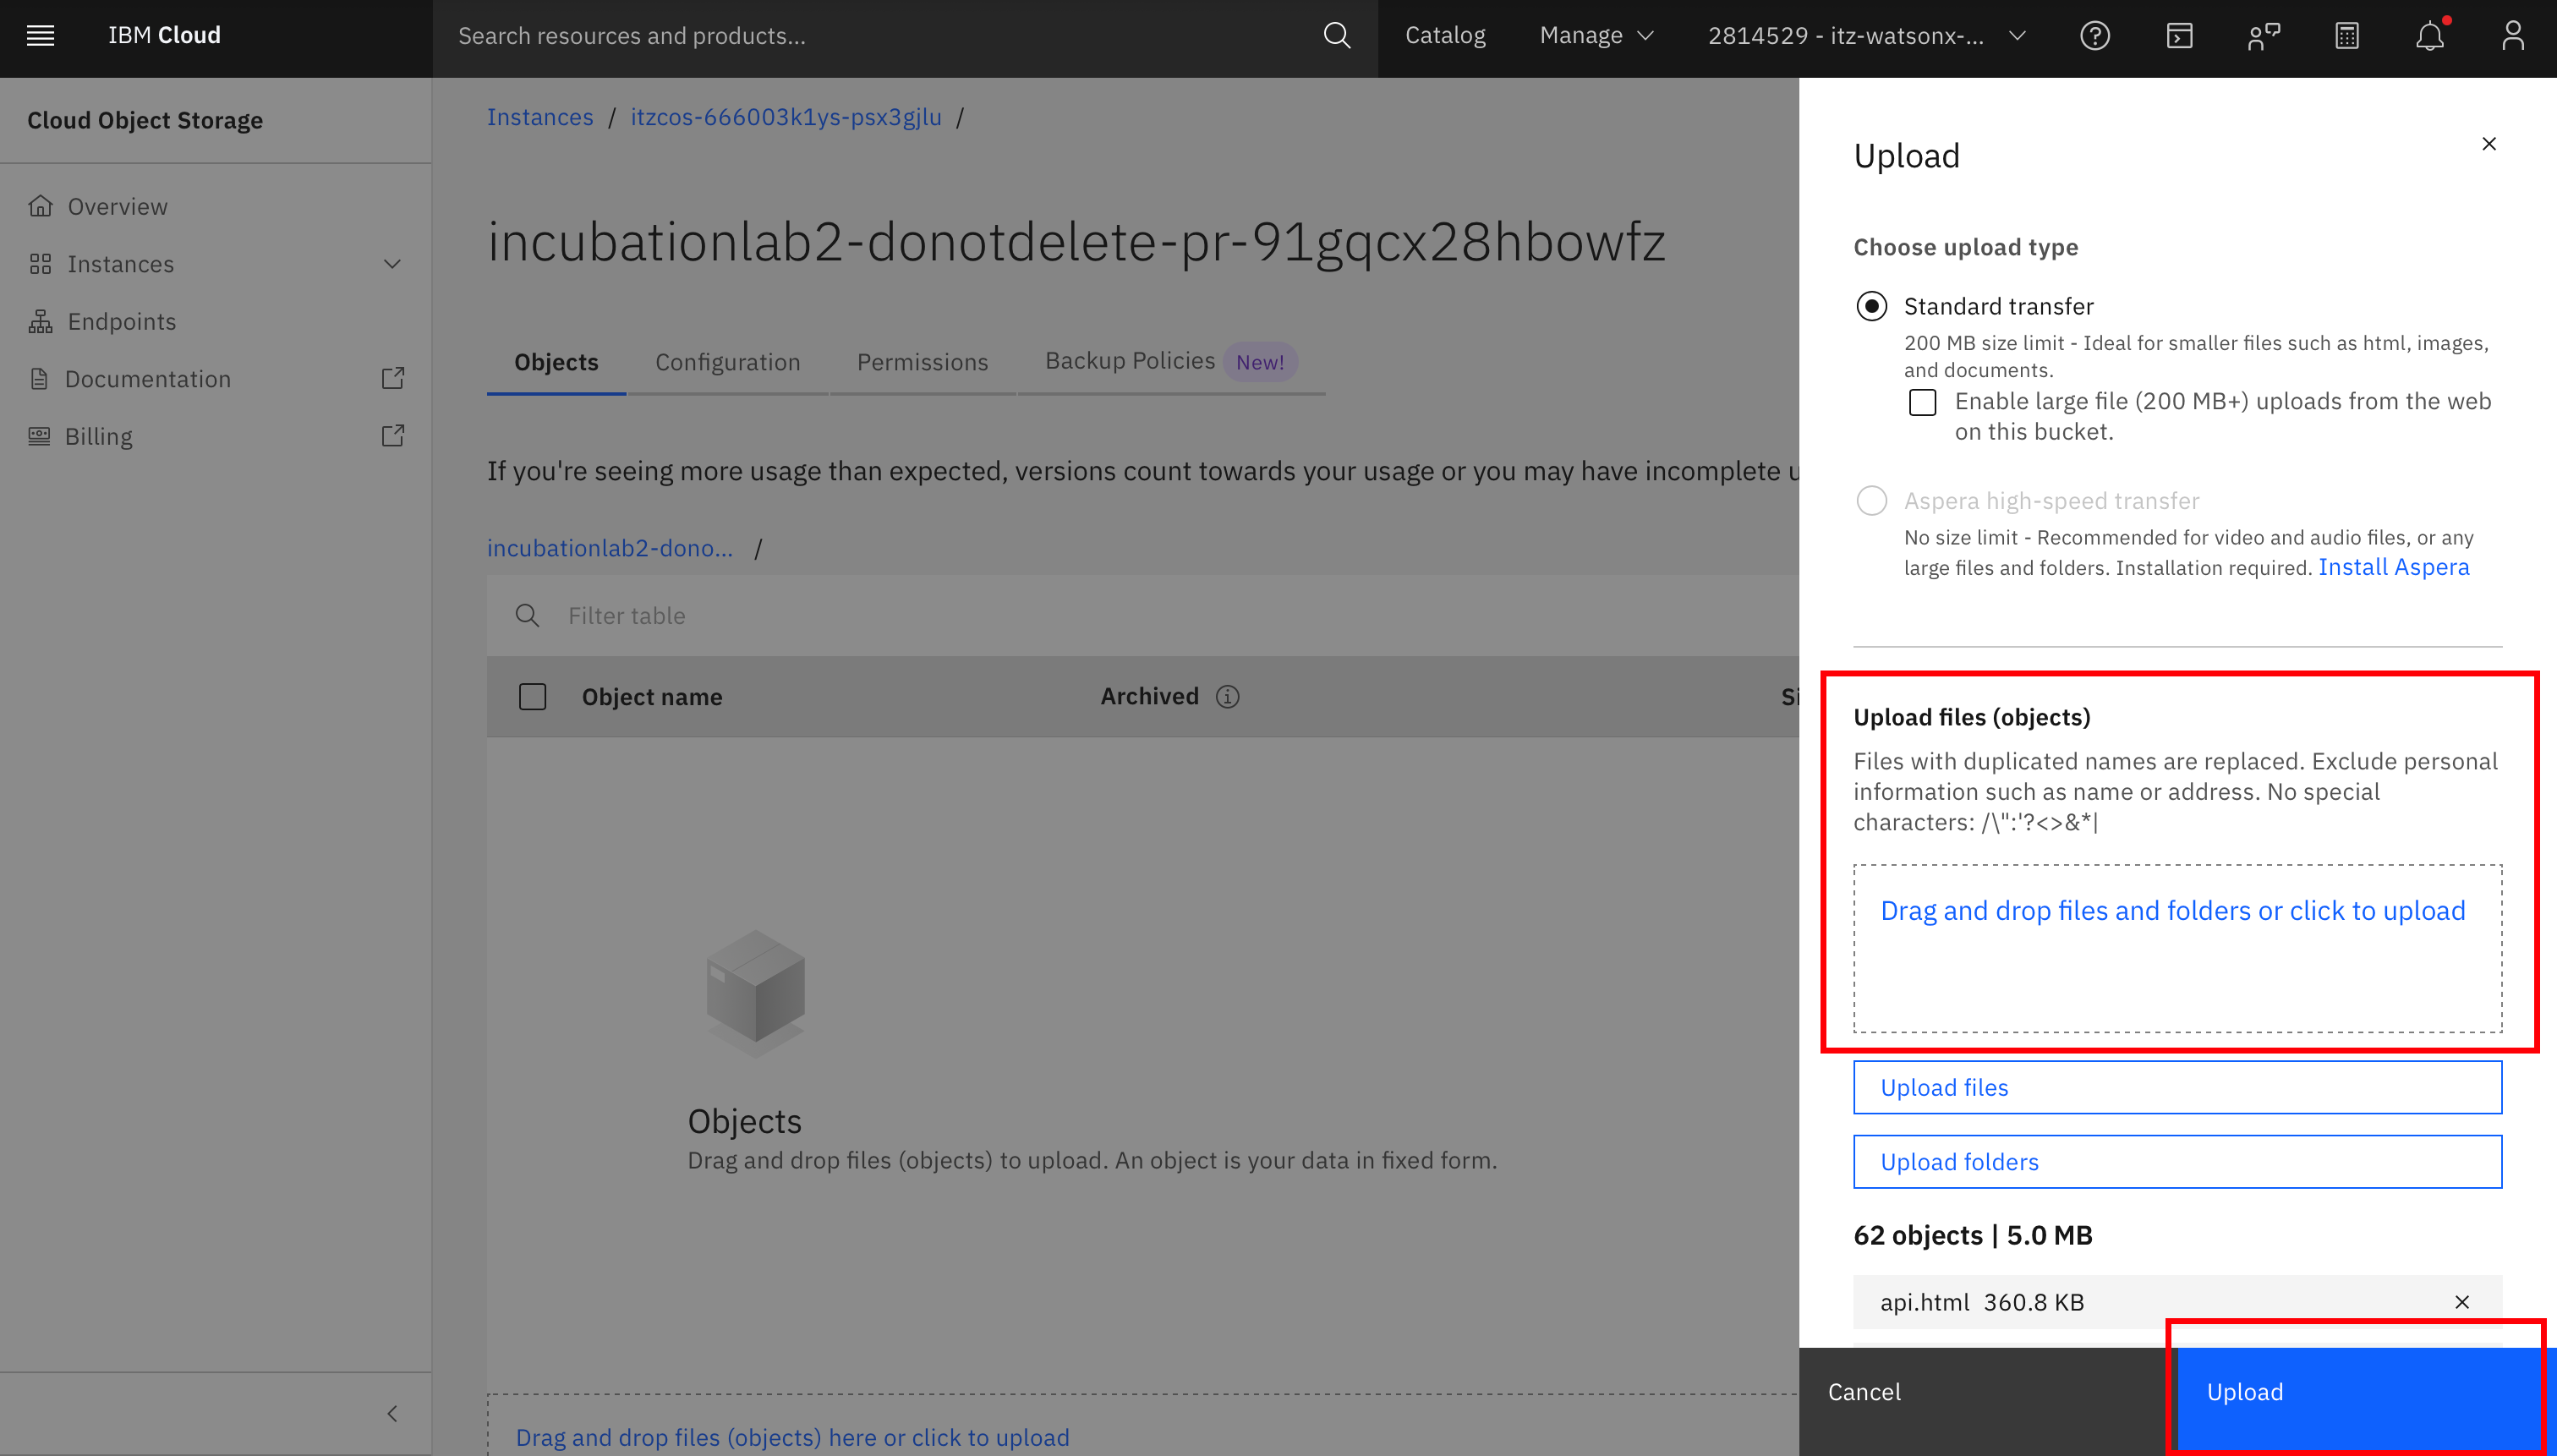 IBM Cloud
Search resources and products...
Catalog
Manage
2814529 - itz-watsonx-...
Cloud Object Storage
Overview
Instances
Endpoints
Documentation
Billing
Instances / itzcos-666003k1ys-psx3gjlu /
incubationlab2-donotdelete-pr-91gqcx28hbowfz
Objects
Configuration
Permissions
Backup Policies New!
If you're seeing more usage than expected, versions count towards your usage or you may have incomplete
incubationlab2-dono... /
Filter table
Object name
Archived
Objects
Drag and drop files (objects) to upload. An object is your data in fixed form.
Drag and drop files (objects) here or click to upload
Upload
Choose upload type
Standard transfer
200 MB size limit - Ideal for smaller files such as html, images,
and documents.
Enable large file (200 MB+) uploads from the web
on this bucket.
Aspera high-speed transfer
No size limit - Recommended for video and audio files, or any
large files and folders. Installation required. Install Aspera
Upload files (objects)
Files with duplicated names are replaced. Exclude personal
information such as name or address. No special
characters: /\":'?<>&*|
Drag and drop files and folders or click to upload
Upload files
Upload folders
62 objects | 5.0 MB
api.html 360.8 KB
Cancel
Upload